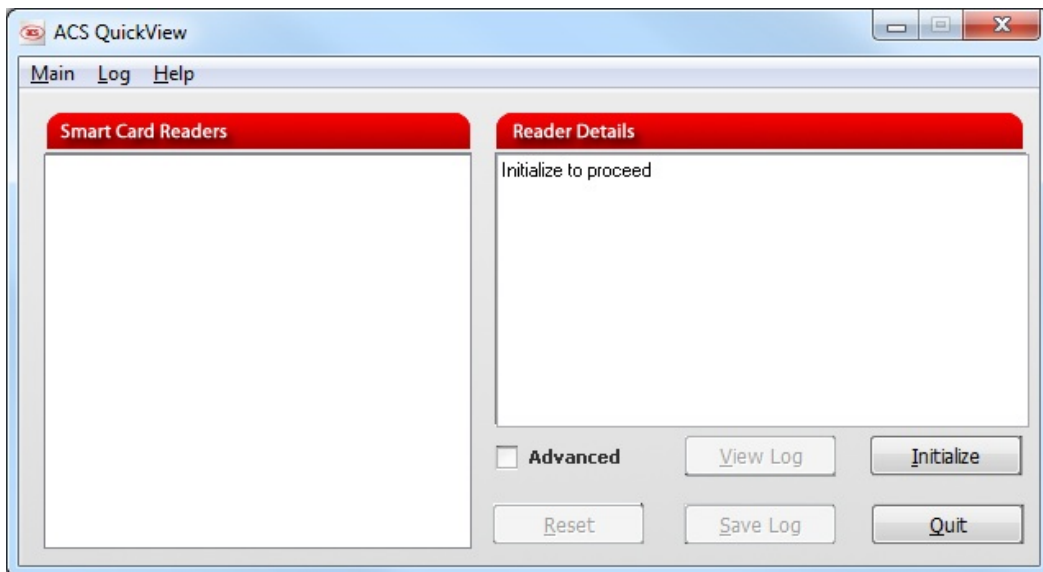 ACS QuickView
Main Log Help
Smart Card Readers
Reader Details
Initialize to proceed
Advanced
View Log
Initialize
Reset
Save Log
Quit